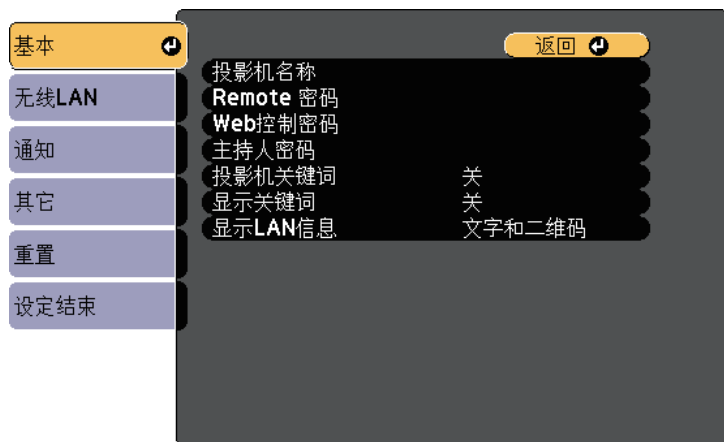 基本
无线LAN
通知
其它
重置
设定结束
返回
投影机名称
Remote 密码
Web控制密码
主持人密码
投影机关键词 关
显示关键词 关
显示LAN信息 文字和二维码